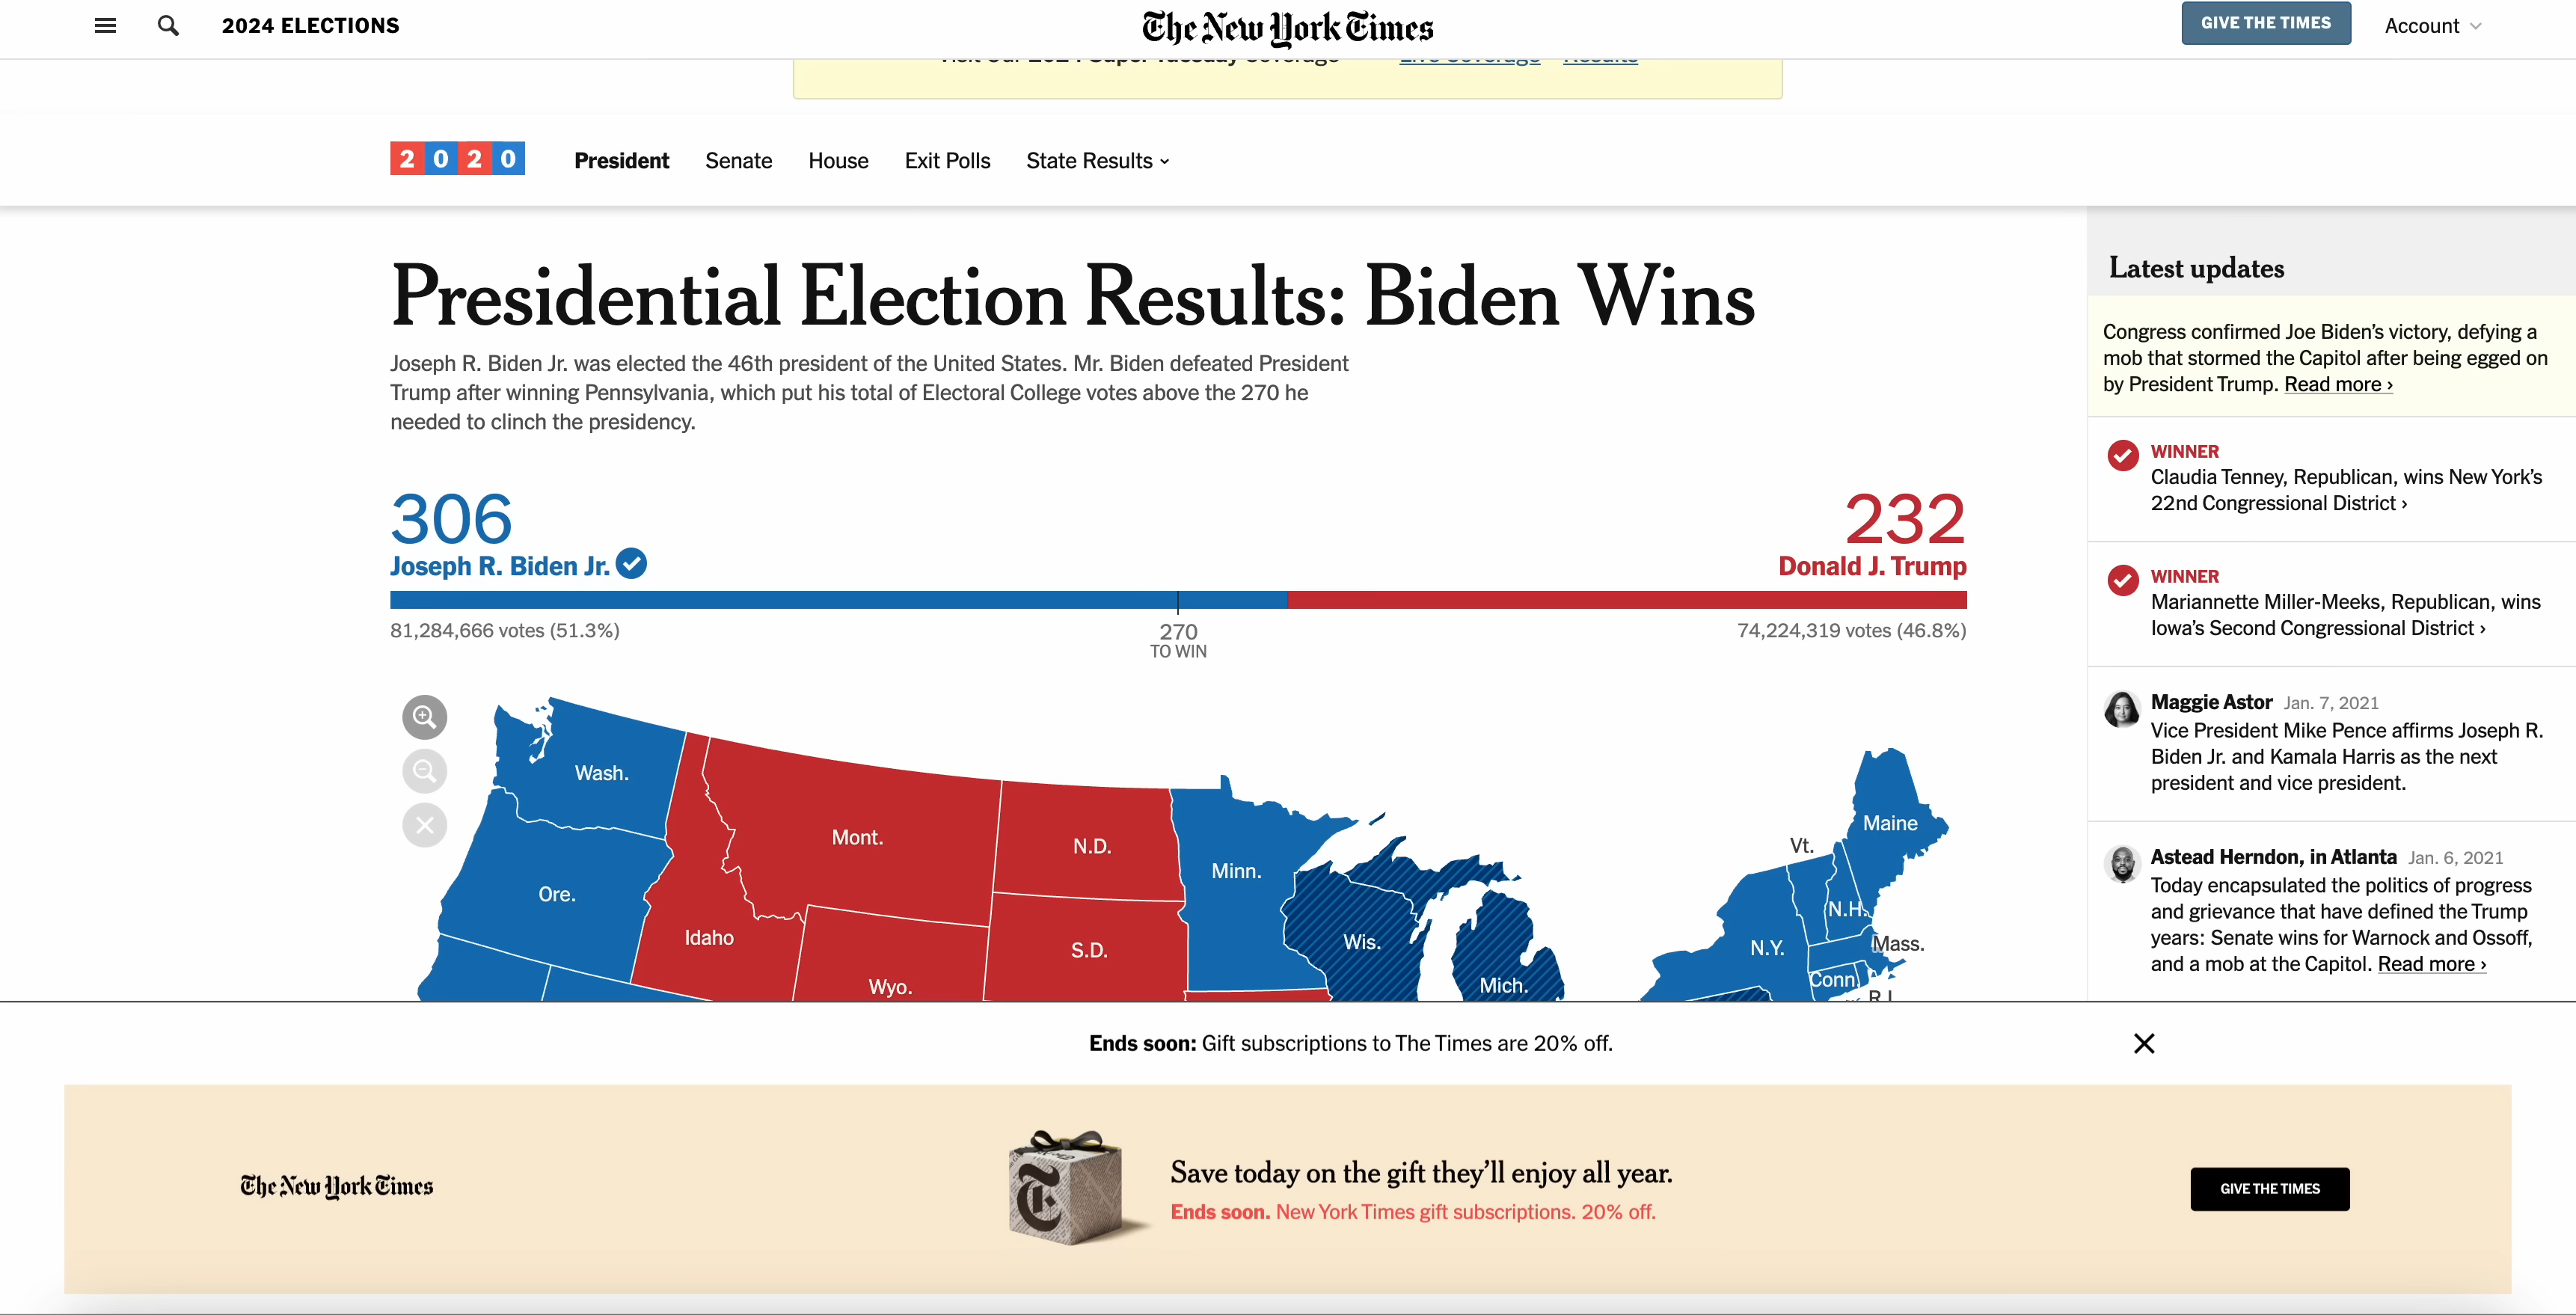 2024 ELECTIONS
The New York Times
GIVE THE TIMES
Account
Visit Our 2024 Super Tuesday Coverage Live Coverage Results
2020
President
Senate
House
Exit Polls
State Results
Presidential Election Results: Biden Wins
Joseph R. Biden Jr. was elected the 46th president of the United States. Mr. Biden defeated President
Trump after winning Pennsylvania, which put his total of Electoral College votes above the 270 he
needed to clinch the presidency.
306
Joseph R. Biden Jr.
232
Donald J. Trump
81,284,666 votes (51.3%)
270
TO WIN
74,224,319 votes (46.8%)
Wash.
Ore.
Idaho
Mont.
Wyo.
N.D.
S.D.
Minn.
Wis.
Mich.
Vt.
Maine
N.H.
N.Y.
Mass.
Conn.
R.I.
Latest updates
Congress confirmed Joe Biden’s victory, defying a
mob that stormed the Capitol after being egged on
by President Trump. Read more ›
WINNER
Claudia Tenney, Republican, wins New York’s
22nd Congressional District ›
WINNER
Mariannette Miller-Meeks, Republican, wins
Iowa’s Second Congressional District ›
Maggie Astor Jan. 7, 2021
Vice President Mike Pence affirms Joseph R.
Biden Jr. and Kamala Harris as the next
president and vice president.
Astead Herndon, in Atlanta Jan. 6, 2021
Today encapsulated the politics of progress
and grievance that have defined the Trump
years: Senate wins for Warnock and Ossoff,
and a mob at the Capitol. Read more ›
Ends soon: Gift subscriptions to The Times are 20% off.
The New York Times
T
Save today on the gift they’ll enjoy all year.
Ends soon. New York Times gift subscriptions. 20% off.
GIVE THE TIMES